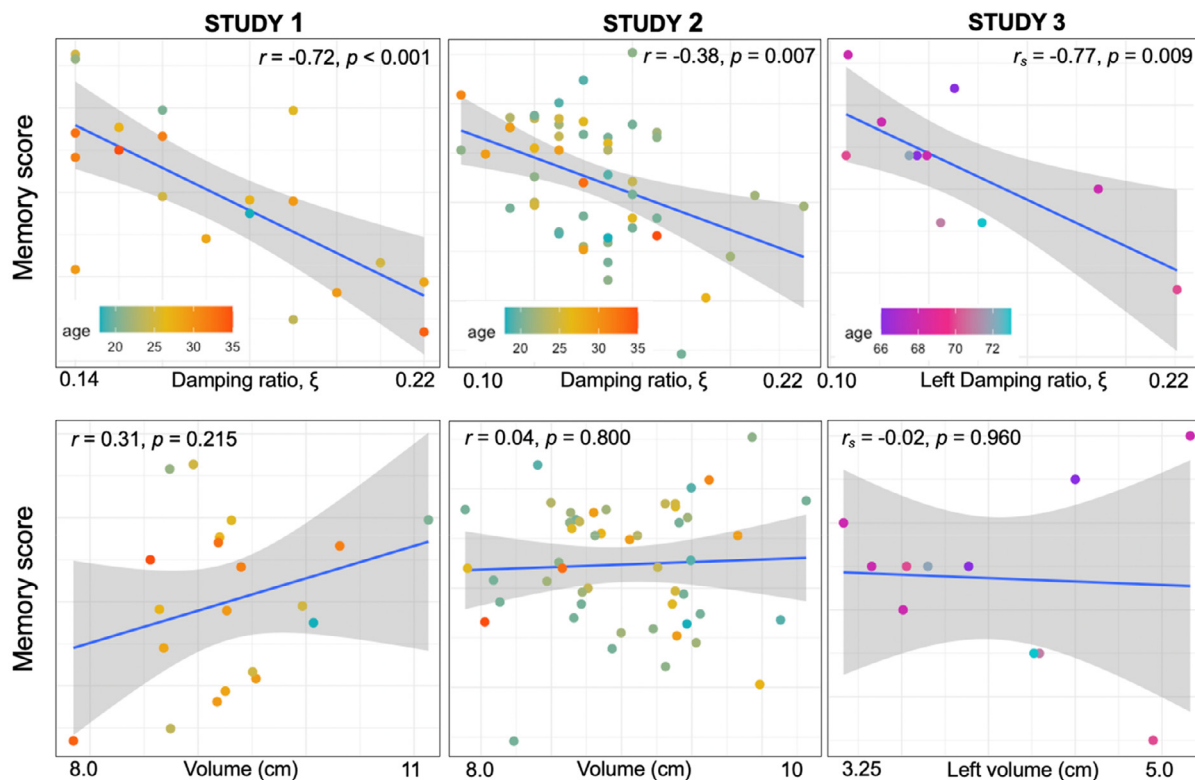 STUDY 1 STUDY 2 STUDY 3
Memory score
r = -0.72, p < 0.001
age
20 25 30 35
0.14 Damping ratio, ξ 0.22
r = -0.38, p = 0.007
age
20 25 30 35
0.10 Damping ratio, ξ 0.22
rs = -0.77, p = 0.009
age
66 68 70 72
0.10 Left Damping ratio, ξ 0.22
Memory score
r = 0.31, p = 0.215
8.0 Volume (cm) 11
r = 0.04, p = 0.800
8.0 Volume (cm) 10
rs = -0.02, p = 0.960
3.25 Left volume (cm) 5.0